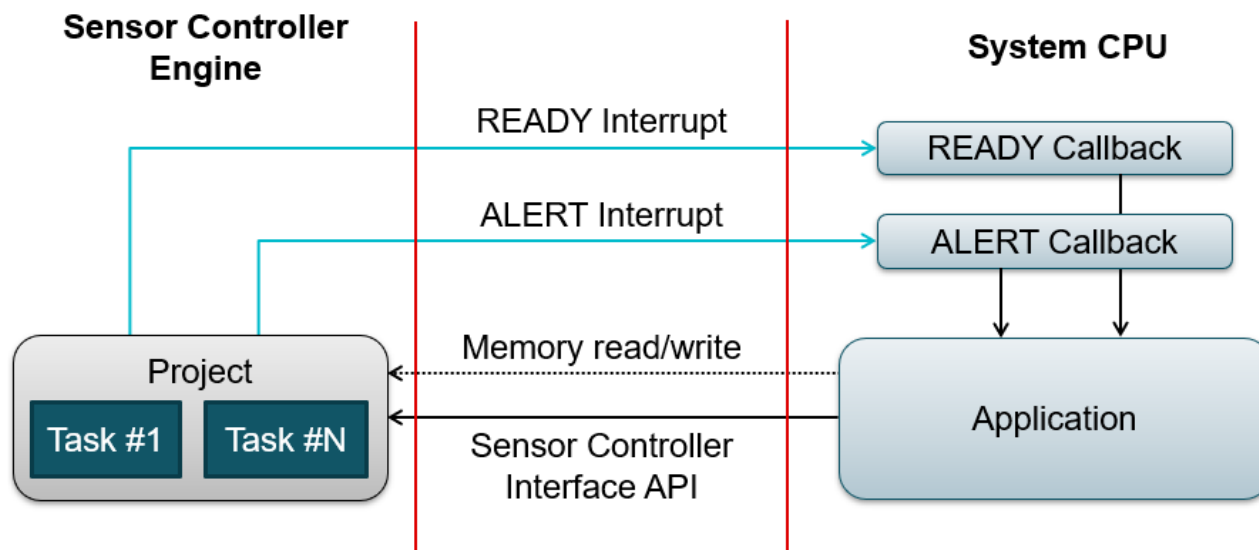 Sensor Controller
Engine
System CPU
READY Interrupt
READY Callback
ALERT Interrupt
ALERT Callback
Memory read/write
Project
Task #1
Task #N
Application
Sensor Controller
Interface API